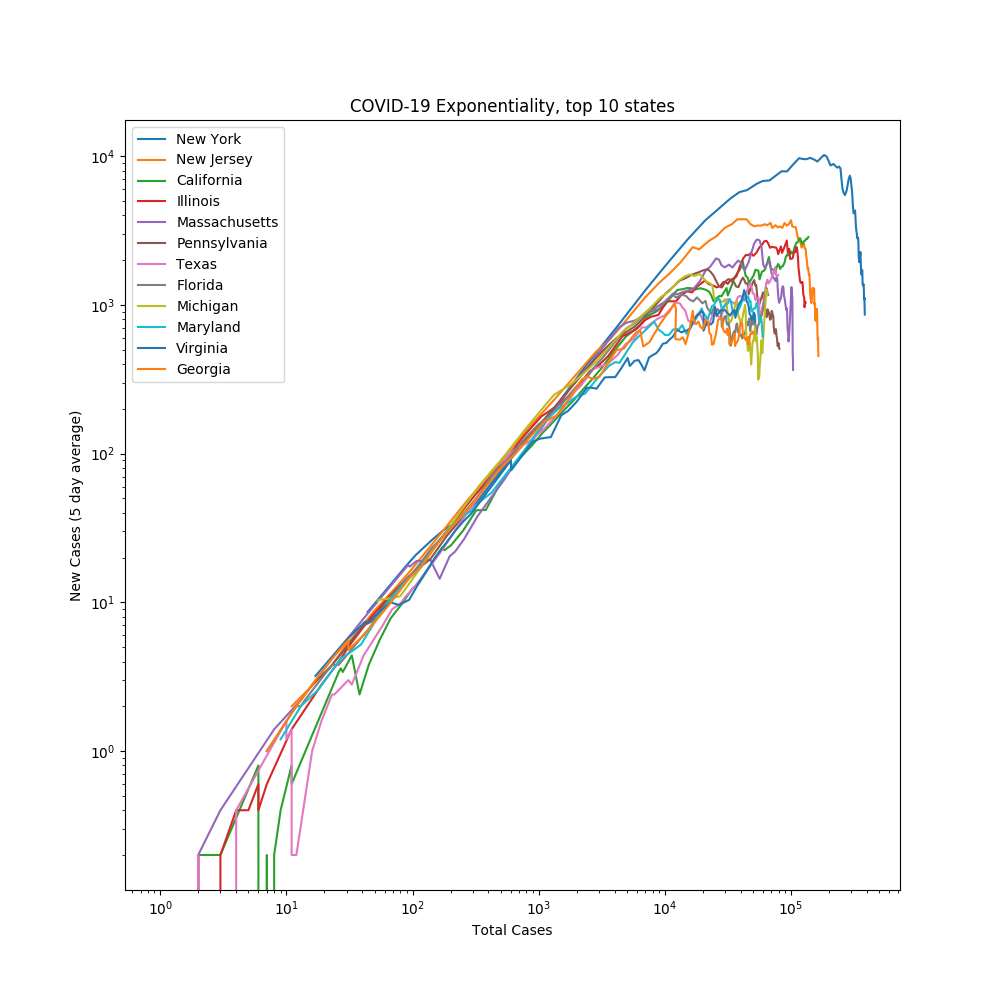 COVID-19 Exponentiality, top 10 states
New York
New Jersey
California
Illinois
Massachusetts
Pennsylvania
Texas
Florida
Michigan
Maryland
Virginia
Georgia
New Cases (5 day average)
10⁴
10³
10²
10¹
10⁰
10⁰ 10¹ 10² 10³ 10⁴ 10⁵
Total Cases